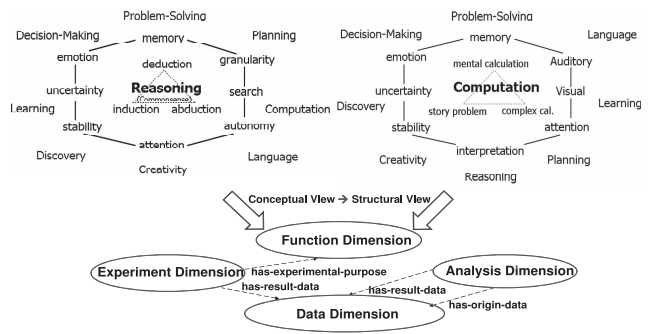 Problem-Solving
Decision-Making
Planning
memory
emotion
granularity
deduction
Reasoning
uncertainty
search
(Commonsense)
induction
abduction
Learning
Computation
stability
autonomy
attention
Discovery
Language
Creativity
Problem-Solving
Decision-Making
Language
memory
emotion
Auditory
mental calculation
Computation
uncertainty
Visual
Discovery
Learning
story problem
complex cal.
stability
attention
interpretation
Creativity
Planning
Reasoning
Conceptual View → Structural View
Function Dimension
Experiment Dimension
has-experimental-purpose
Analysis Dimension
has-result-data
has-result-data
has-origin-data
Data Dimension